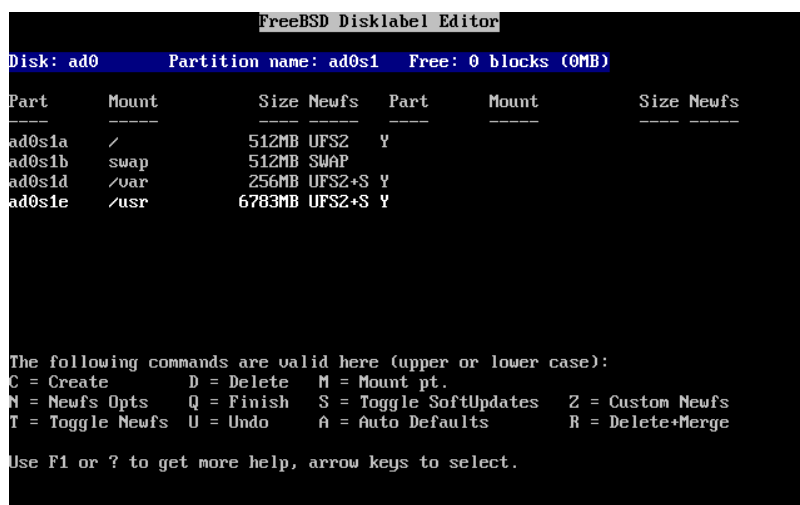 FreeBSD Disklabel Editor
Disk: ad0 Partition name: ad0s1 Free: 0 blocks (0MB)
Part Mount Size Newfs Part Mount Size Newfs
---- ----- ---- ----- ---- ----- ---- -----
ad0s1a / 512MB UFS2 Y
ad0s1b swap 512MB SWAP
ad0s1d /var 256MB UFS2+S Y
ad0s1e /usr 6783MB UFS2+S Y
The following commands are valid here (upper or lower case):
C = Create D = Delete M = Mount pt.
N = Newfs Opts Q = Finish S = Toggle SoftUpdates Z = Custom Newfs
T = Toggle Newfs U = Undo A = Auto Defaults R = Delete+Merge
Use F1 or ? to get more help, arrow keys to select.